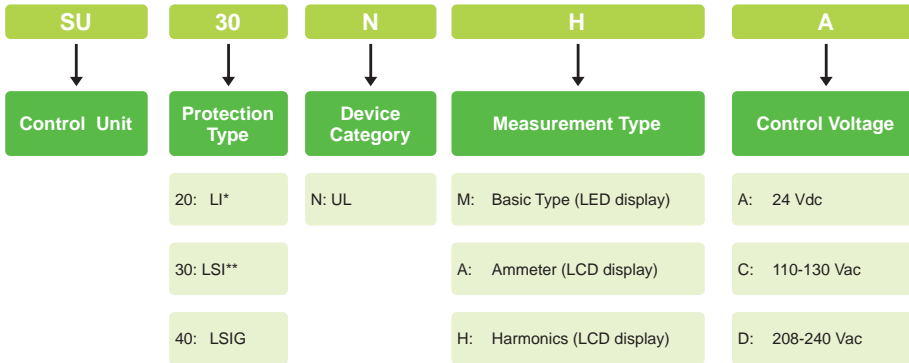 SU 30 N H A
Control Unit
Protection
Type
Device
Category
Measurement Type
Control Voltage
20: LI*
N: UL
M: Basic Type (LED display)
A: 24 Vdc
30: LSI**
A: Ammeter (LCD display)
C: 110-130 Vac
40: LSIG
H: Harmonics (LCD display)
D: 208-240 Vac